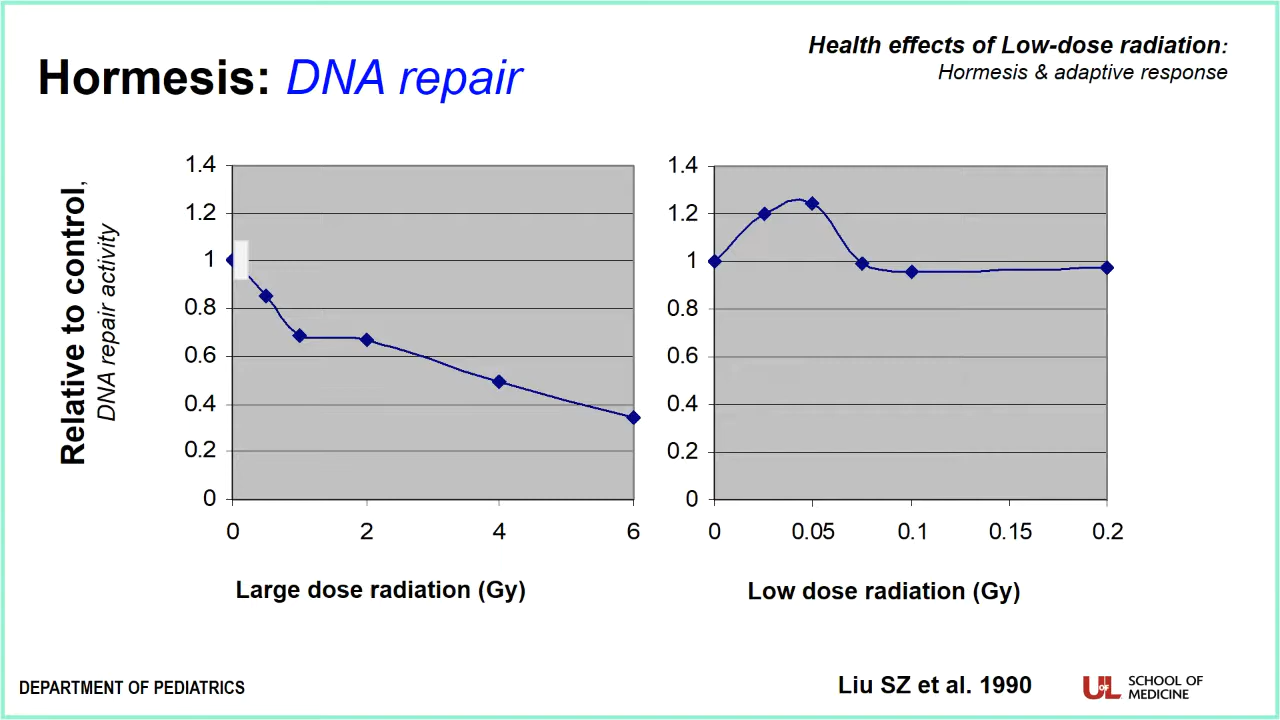 Health effects of Low-dose radiation:
Hormesis & adaptive response
Hormesis: DNA repair
Relative to control,
DNA repair activity
1.4
1.2
1
0.8
0.6
0.4
0.2
0
0 2 4 6
Large dose radiation (Gy)
1.4
1.2
1
0.8
0.6
0.4
0.2
0
0 0.05 0.1 0.15 0.2
Low dose radiation (Gy)
DEPARTMENT OF PEDIATRICS
Liu SZ et al. 1990
UofL
SCHOOL OF
MEDICINE